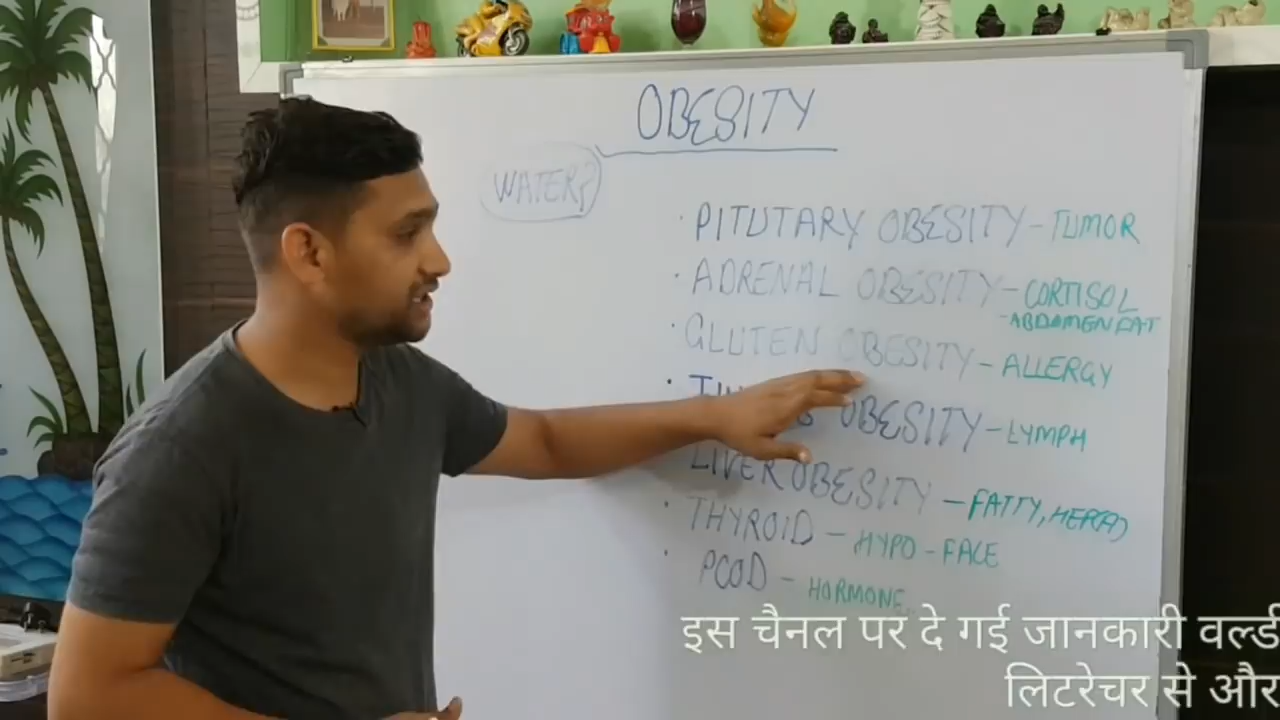 OBESITY
WATER?
• PITUTARY OBESITY - TUMOR
• ADRENAL OBESITY - CORTISOL
- ABDOMEN FAT
• GLUTEN OBESITY - ALLERGY
• OBESITY - LYMPH
LIVER OBESITY - FATTY,
• THYROID - HYPO - FACE
• PCOD - HORMONE
इस चैनल पर दे गई जानकारी वर्ल्ड
लिटरेचर से और